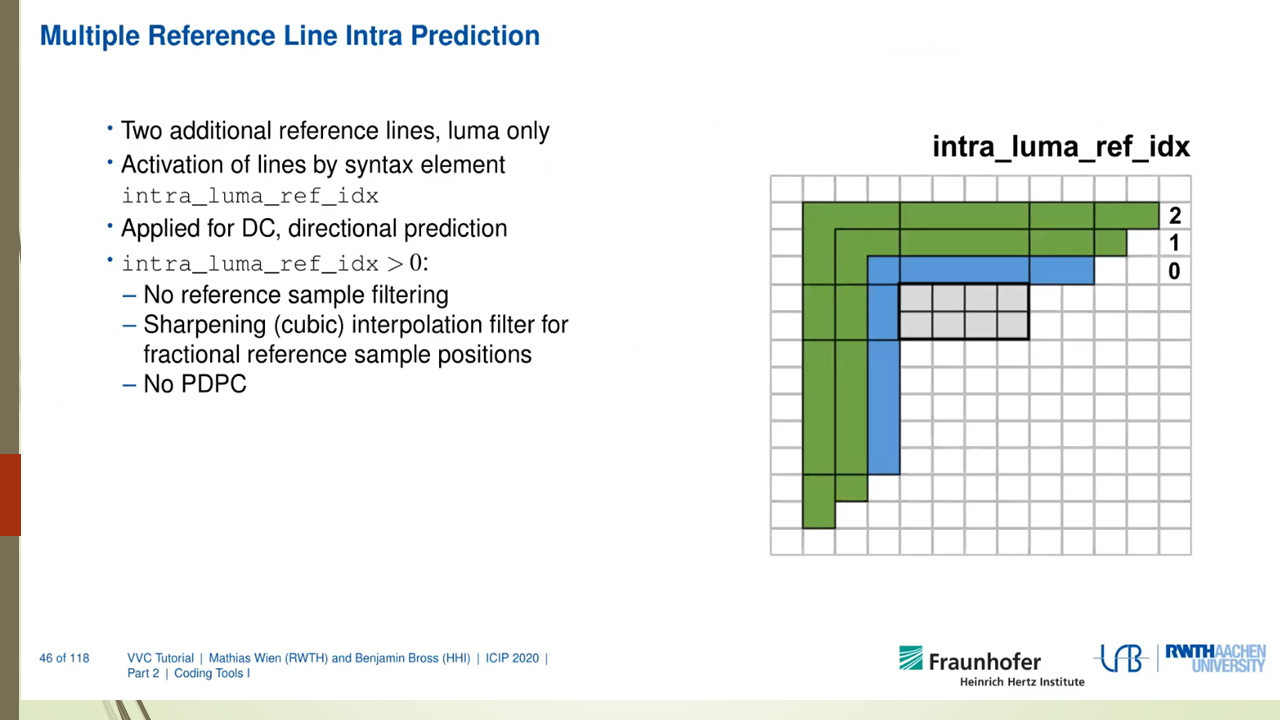 Multiple Reference Line Intra Prediction
• Two additional reference lines, luma only
• Activation of lines by syntax element
intra_luma_ref_idx
• Applied for DC, directional prediction
• intra_luma_ref_idx > 0:
– No reference sample filtering
– Sharpening (cubic) interpolation filter for
fractional reference sample positions
– No PDPC
intra_luma_ref_idx
2
1
0
46 of 118
VVC Tutorial | Mathias Wien (RWTH) and Benjamin Bross (HHI) | ICIP 2020 |
Part 2 | Coding Tools I
Fraunhofer
Heinrich Hertz Institute
RWTHAACHEN
UNIVERSITY